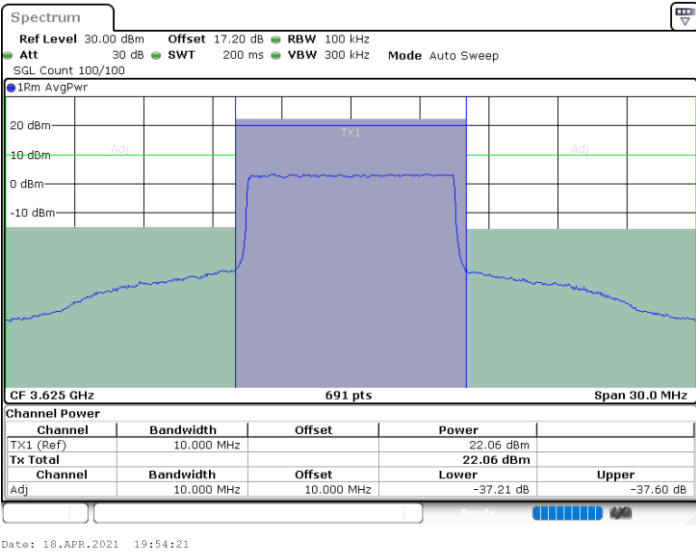 Spectrum
Ref Level 30.00 dBm Offset 17.20 dB RBW 100 kHz
Att 30 dB SWT 200 ms VBW 300 kHz Mode Auto Sweep
SGL Count 100/100
1Rm AvgPwr
20 dBm
TX1
10 dBm Adj Adj
0 dBm
-10 dBm
CF 3.625 GHz 691 pts Span 30.0 MHz
Channel Power
Channel Bandwidth Offset Power
TX1 (Ref) 10.000 MHz 22.06 dBm
Tx Total 22.06 dBm
Channel Bandwidth Offset Lower Upper
Adj 10.000 MHz 10.000 MHz -37.21 dB -37.60 dB
Date: 18.APR.2021 19:54:21